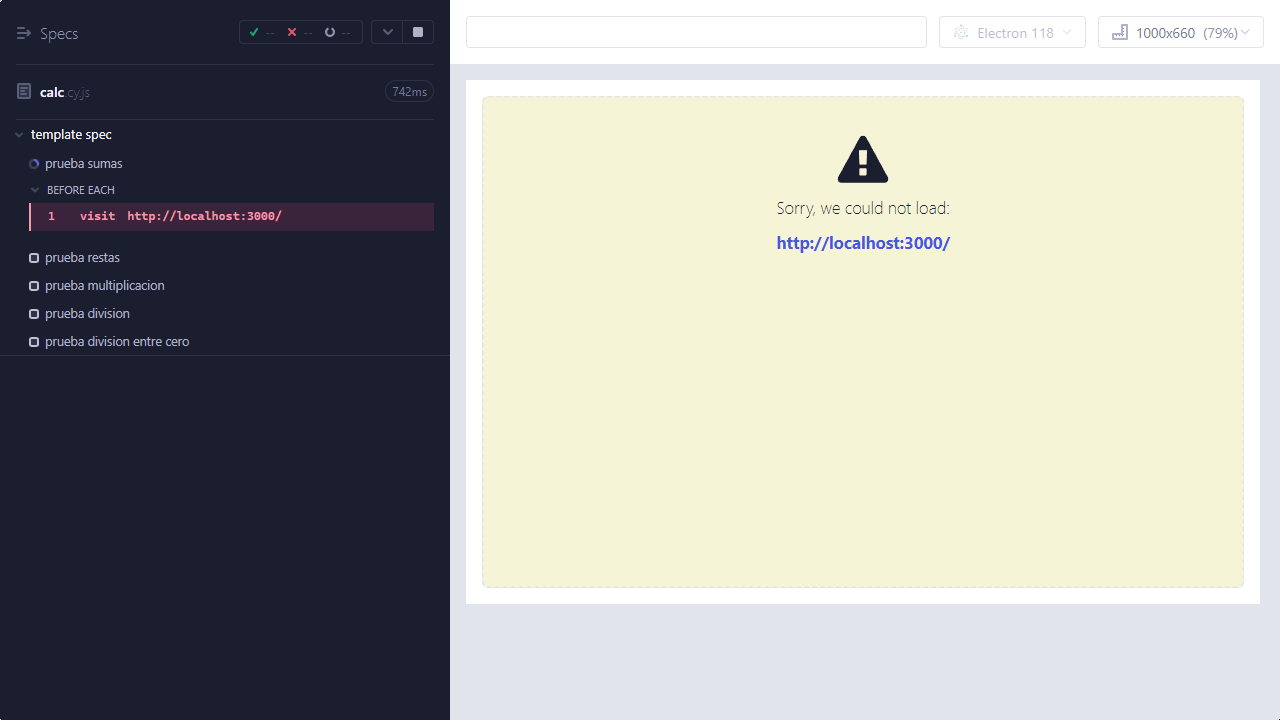 Specs
-- -- --
calc.cy.js 742ms
template spec
prueba sumas
BEFORE EACH
1 visit http://localhost:3000/
prueba restas
prueba multiplicacion
prueba division
prueba division entre cero
Electron 118
1000x660 (79%)
Sorry, we could not load:
http://localhost:3000/